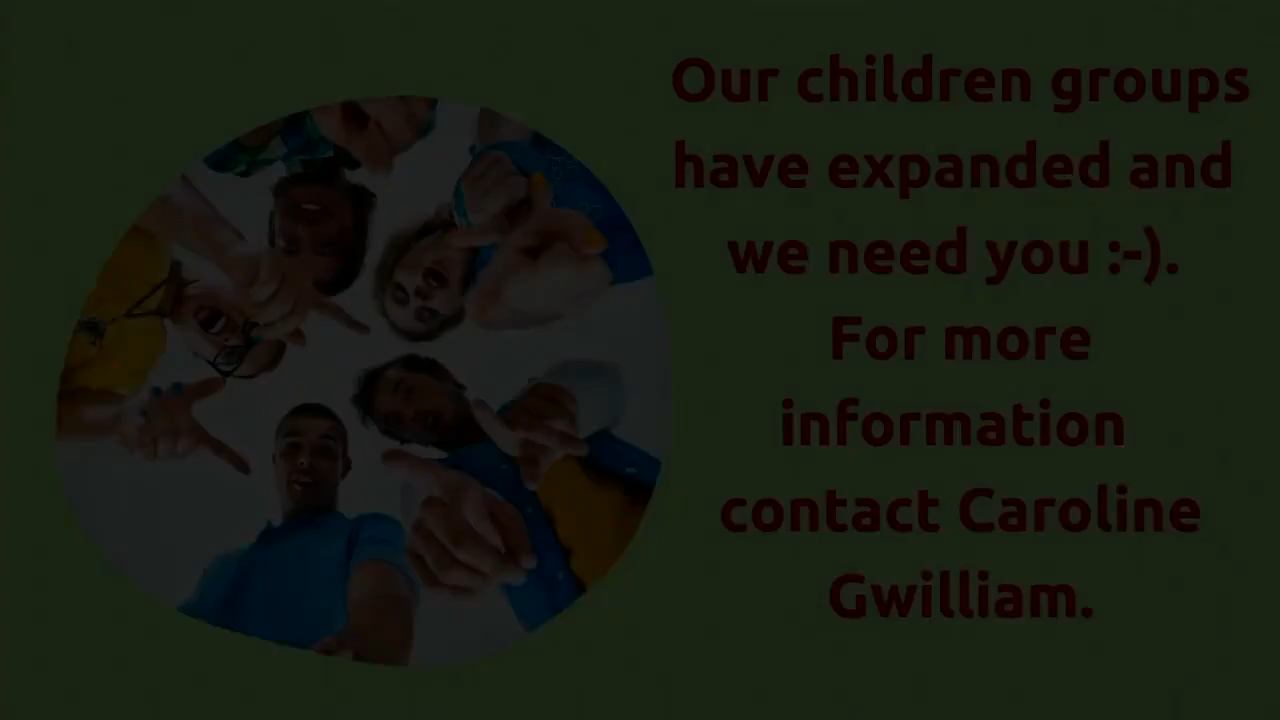 Our children groups
have expanded and
we need you :-).
For more
information
contact Caroline
Gwilliam.